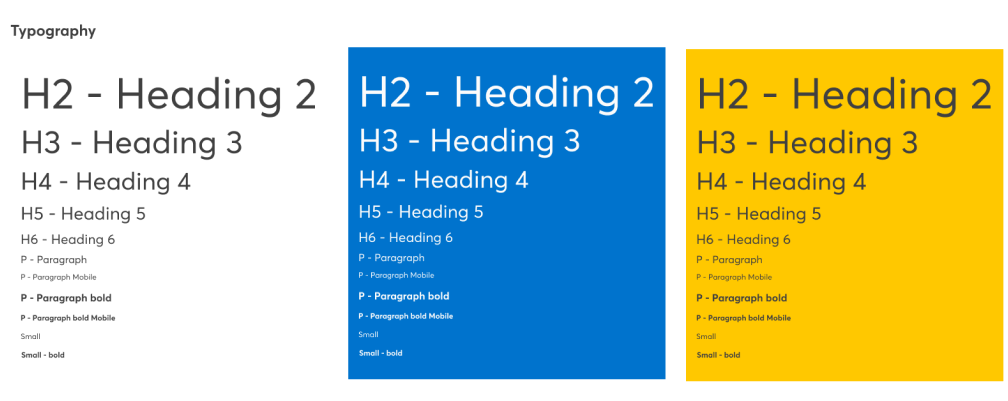 Typography
H2 - Heading 2
H3 - Heading 3
H4 - Heading 4
H5 - Heading 5
H6 - Heading 6
P - Paragraph
P - Paragraph Mobile
P - Paragraph bold
P - Paragraph bold Mobile
Small
Small - bold
H2 - Heading 2
H3 - Heading 3
H4 - Heading 4
H5 - Heading 5
H6 - Heading 6
P - Paragraph
P - Paragraph Mobile
P - Paragraph bold
P - Paragraph bold Mobile
Small
Small - bold
H2 - Heading 2
H3 - Heading 3
H4 - Heading 4
H5 - Heading 5
H6 - Heading 6
P - Paragraph
P - Paragraph Mobile
P - Paragraph bold
P - Paragraph bold Mobile
Small
Small - bold